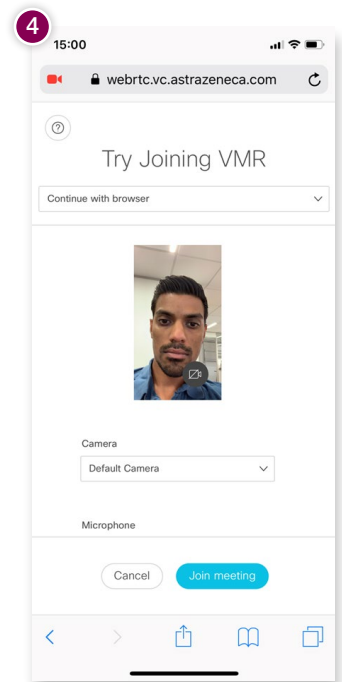 4
15:00
webrtc.vc.astrazeneca.com
Try Joining VMR
Continue with browser
Camera
Default Camera
Microphone
Cancel
Join meeting